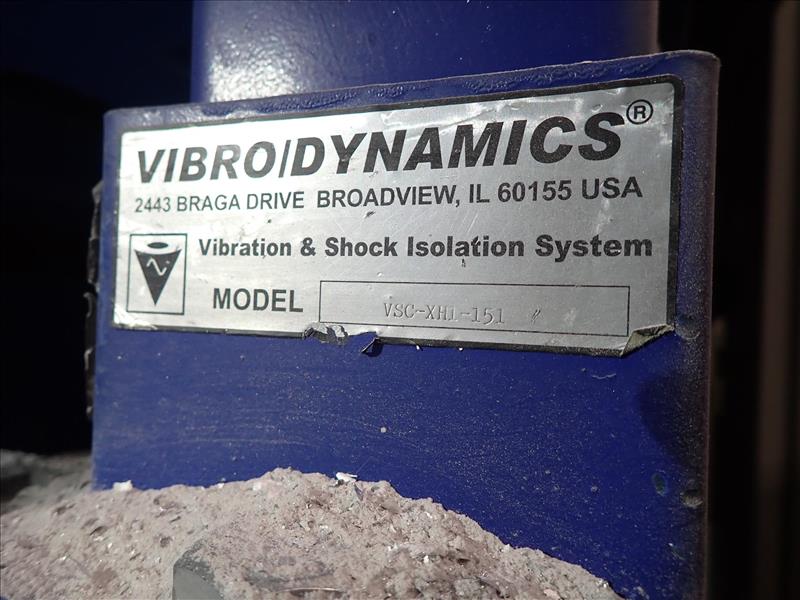 VIBRO/DYNAMICS®
2443 BRAGA DRIVE BROADVIEW, IL 60155 USA
Vibration & Shock Isolation System
MODEL VSC-XH1-151